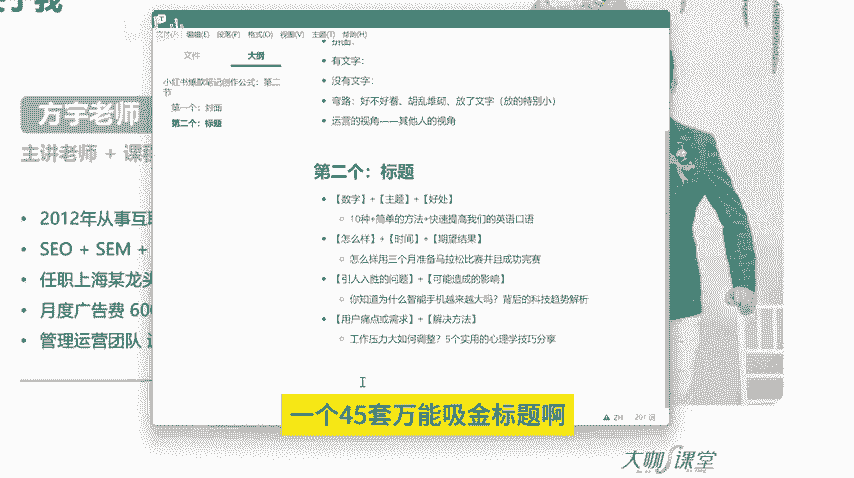 方宇老师
主讲老师 + 课程
• 2012年从事互联
• SEO + SEM +
• 任职上海某龙头
• 月度广告费 600
• 管理运营团队
编辑(E) 段落(P) 格式(O) 视图(V) 主题(T) 帮助(H)
文件 大纲
小红书爆款笔记创作公式：第二节
第一个：封面
第二个：标题
• 有文字：
• 没有文字：
• 弯路：好不好看、胡乱堆砌、放了文字（放的特别小）
• 运营的视角——其他人的视角
第二个：标题
• 【数字】+【主题】+【好处】
○ 10种+简单的方法+快速提高我们的英语口语
• 【怎么样】+【时间】+【期望结果】
○ 怎么样用三个月准备马拉松比赛并且成功完赛
• 【引人入胜的问题】+【可能造成的影响】
○ 你知道为什么智能手机越来越大吗？背后的科技趋势解析
• 【用户痛点或需求】+【解决方法】
○ 工作压力大如何调整？5个实用的心理学技巧分享
ZH
一个45套万能吸金标题啊
大咖课堂